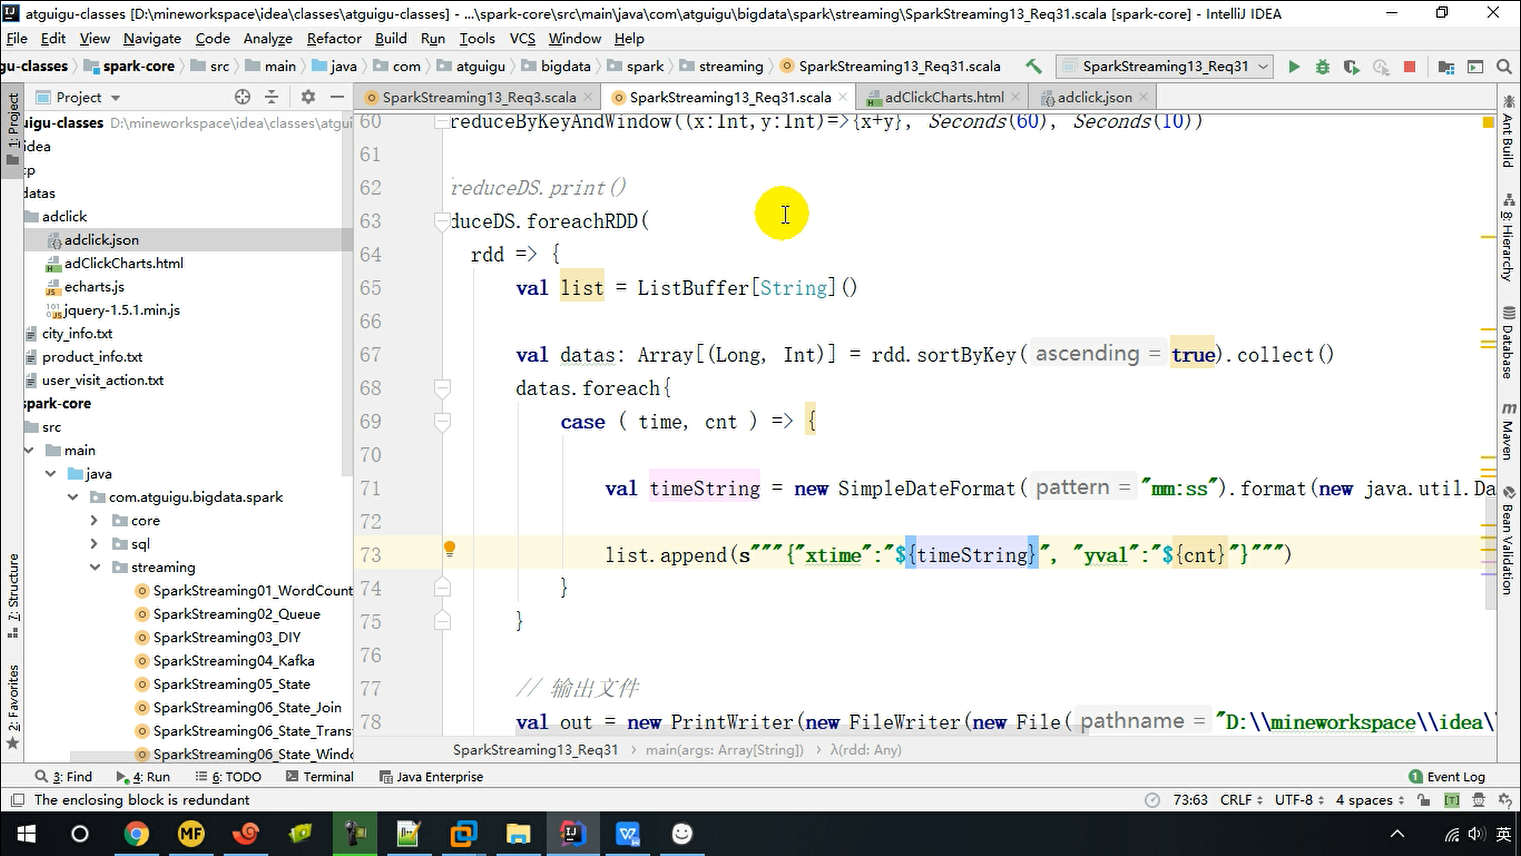 atguigu-classes [D:\mineworkspace\idea\classes\atguigu-classes] - ...\spark-core\src\main\java\com\atguigu\bigdata\spark\streaming\SparkStreaming13_Req31.scala [spark-core] - IntelliJ IDEA
File Edit View Navigate Code Analyze Refactor Build Run Tools VCS Window Help
gu-classes spark-core src main java com atguigu bigdata spark streaming SparkStreaming13_Req31.scala SparkStreaming13_Req31
Project SparkStreaming13_Req3.scala SparkStreaming13_Req31.scala adClickCharts.html adclick.json
1: Project
7: Structure
2: Favorites
uigu-classes D:\mineworkspace\idea\classes\atgui
idea
cp
datas
adclick
adclick.json
adClickCharts.html
echarts.js
jquery-1.5.1.min.js
city_info.txt
product_info.txt
user_visit_action.txt
spark-core
src
main
java
com.atguigu.bigdata.spark
core
sql
streaming
SparkStreaming01_WordCount
SparkStreaming02_Queue
SparkStreaming03_DIY
SparkStreaming04_Kafka
SparkStreaming05_State
SparkStreaming06_State_Join
SparkStreaming06_State_Trans
SparkStreaming06_State_Windo
60 reduceByKeyAndWindow((x:Int,y:Int)=>{x+y}, Seconds(60), Seconds(10))
61
62 /reduceDS.print()
63 duceDS.foreachRDD(
64 rdd => {
65 val list = ListBuffer[String]()
66
67 val datas: Array[(Long, Int)] = rdd.sortByKey( ascending = true).collect()
68 datas.foreach{
69 case ( time, cnt ) => {
70
71 val timeString = new SimpleDateFormat( pattern = "mm:ss").format(new java.util.Da
72
73 list.append(s"""{"xtime":"${timeString}", "yval":"${cnt}"}""")
74 }
75 }
76
77 // 输出文件
78 val out = new PrintWriter(new FileWriter(new File( pathname = "D:\\mineworkspace\\idea\\
SparkStreaming13_Req31 main(args: Array[String]) λ(rdd: Any)
Ant Build
8: Hierarchy
Database
Maven
Bean Validation
3: Find 4: Run 6: TODO Terminal Java Enterprise 1 Event Log
The enclosing block is redundant 73:63 CRLF UTF-8 4 spaces
英